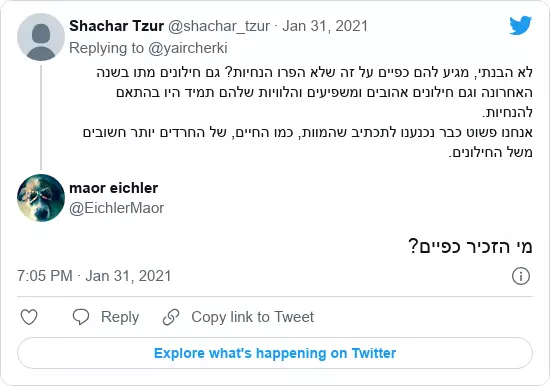 Shachar Tzur @shachar_tzur · Jan 31, 2021
Replying to @yaircherki
לא הבנתי, מגיע להם כפיים על זה שלא הפרו הנחיות? גם חילונים מתו בשנה
האחרונה וגם חילונים אהובים ומשפיעים והלוויות שלהם תמיד היו בהתאם
להנחיות.
אנחנו פשוט כבר נכנענו לתכתיב שהמוות, כמו החיים, של החרדים יותר חשובים
משל החילונים.
maor eichler
@EichlerMaor
מי הזכיר כפיים?
7:05 PM · Jan 31, 2021
Reply
Copy link to Tweet
Explore what's happening on Twitter